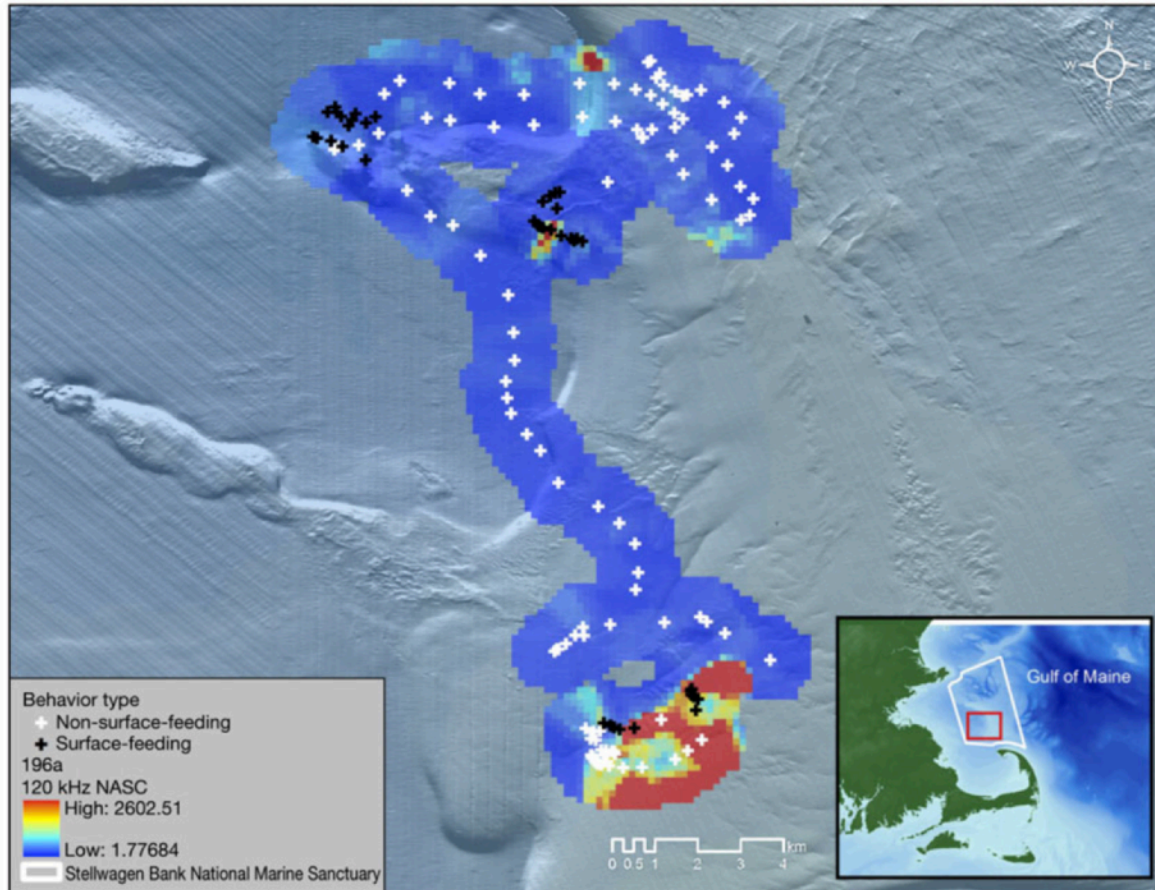 N
W E
S
Gulf of Maine
Behavior type
Non-surface-feeding
Surface-feeding
196a
120 kHz NASC
High: 2602.51
Low: 1.77684
Stellwagen Bank National Marine Sanctuary
km
0 0.5 1 2 3 4